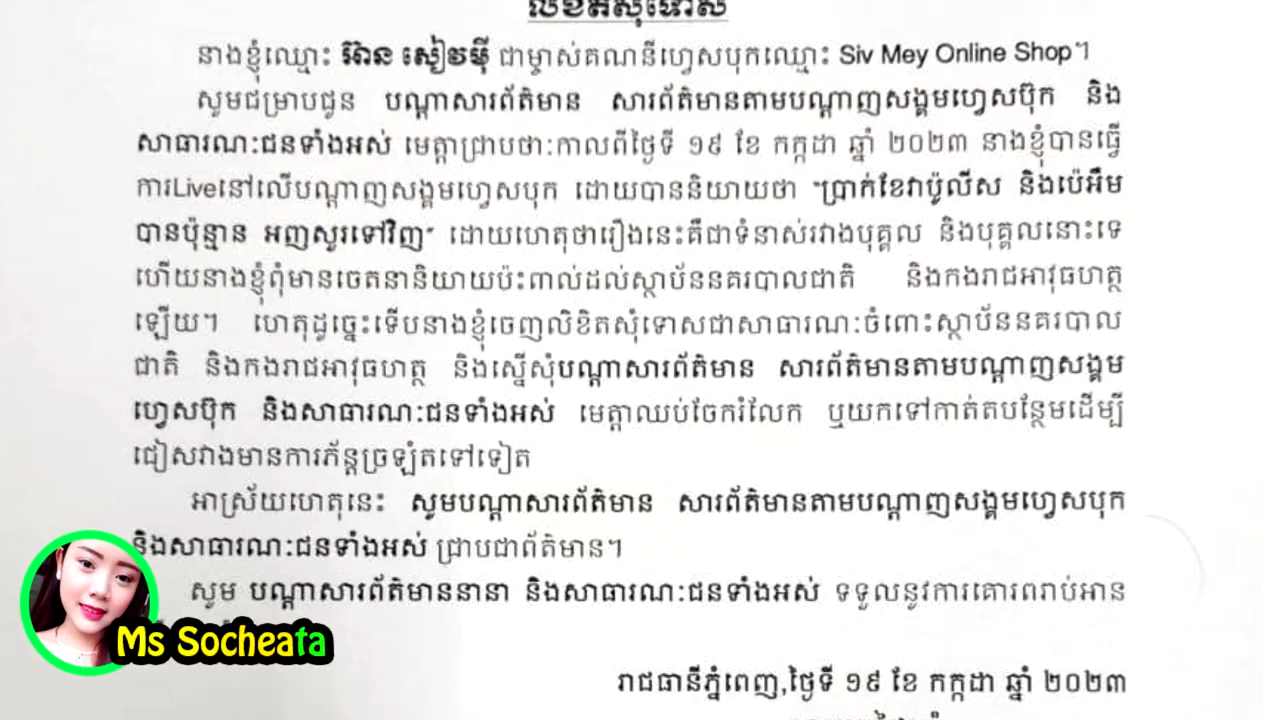 លិខិតសុំទោស
នាងខ្ញុំឈ្មោះ អ៊ាន សៀវម៉ី ជាម្ចាស់គណនីហ្វេសបុកឈ្មោះ Siv Mey Online Shop។
សូមជម្រាបជូន បណ្តាសារព័ត៌មាន សារព័ត៌មានតាមបណ្តាញសង្គមហ្វេសប៊ុក និង
សាធារណៈជនទាំងអស់ មេត្តាជ្រាបថាៈកាលពីថ្ងៃទី ១៩ ខែ កក្កដា ឆ្នាំ ២០២៣ នាងខ្ញុំបានធ្វើ
ការLiveនៅលើបណ្តាញសង្គមហ្វេសបុក ដោយបាននិយាយថា "ប្រាក់ខែវាប៉ូលីស និងប៉េអឹម
បានប៉ុន្មាន អញសួរទៅវិញ" ដោយហេតុថារឿងនេះគឺជាទំនាស់រវាងបុគ្គល និងបុគ្គលនោះទេ
ហើយនាងខ្ញុំពុំមានចេតនានិយាយប៉ះពាល់ដល់ស្ថាប័ននគរបាលជាតិ និងកងរាជអាវុធហត្ថ
ឡើយ។ ហេតុដូច្នេះទើបនាងខ្ញុំចេញលិខិតសុំទោសជាសាធារណៈចំពោះស្ថាប័ននគរបាល
ជាតិ និងកងរាជអាវុធហត្ថ និងស្នើសុំបណ្តាសារព័ត៌មាន សារព័ត៌មានតាមបណ្តាញសង្គម
ហ្វេសប៊ុក និងសាធារណៈជនទាំងអស់ មេត្តាឈប់ចែករំលែក ឬយកទៅកាត់តបន្ថែមដើម្បី
ជៀសវាងមានការភ័ន្តច្រឡំតទៅទៀត
អាស្រ័យហេតុនេះ សូមបណ្តាសារព័ត៌មាន សារព័ត៌មានតាមបណ្តាញសង្គមហ្វេសបុក
និងសាធារណៈជនទាំងអស់ ជ្រាបជាព័ត៌មាន។
សូម បណ្តាសារព័ត៌មាននានា និងសាធារណៈជនទាំងអស់ ទទួលនូវការគោរពរាប់អាន
Ms Socheata
រាជធានីភ្នំពេញ,ថ្ងៃទី ១៩ ខែ កក្កដា ឆ្នាំ ២០២៣